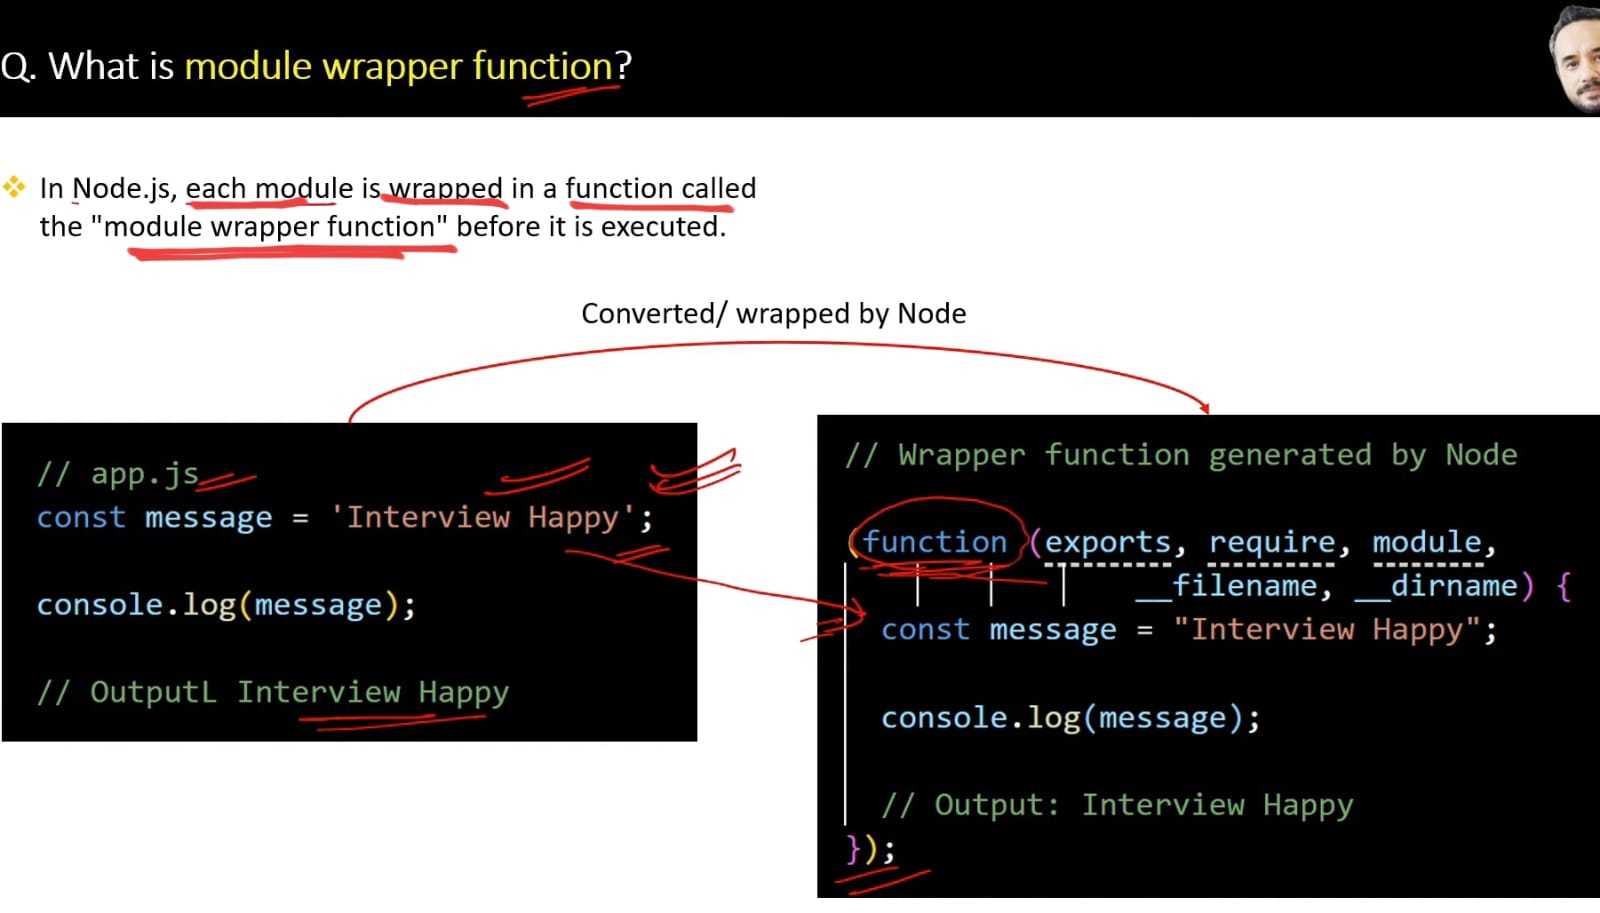 Q. What is module wrapper function?
In Node.js, each module is wrapped in a function called
the "module wrapper function" before it is executed.
Converted/ wrapped by Node
// app.js
const message = 'Interview Happy';
console.log(message);
// OutputL Interview Happy
// Wrapper function generated by Node
(function (exports, require, module,
__filename, __dirname) {
const message = "Interview Happy";
console.log(message);
// Output: Interview Happy
});